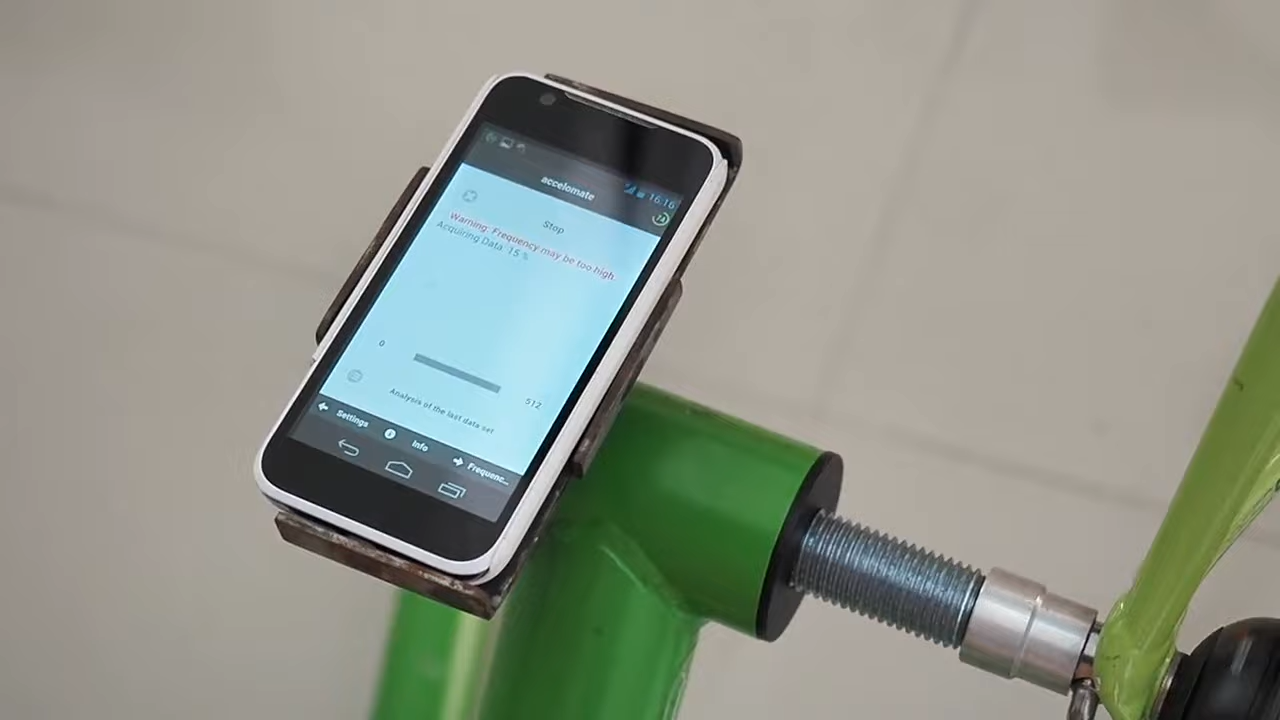 16:16
accelomate
Stop
Warning: Frequency may be too high.
Acquiring Data 15 %
0
512
Analysis of the last data set
Settings
Info
Frequenc...